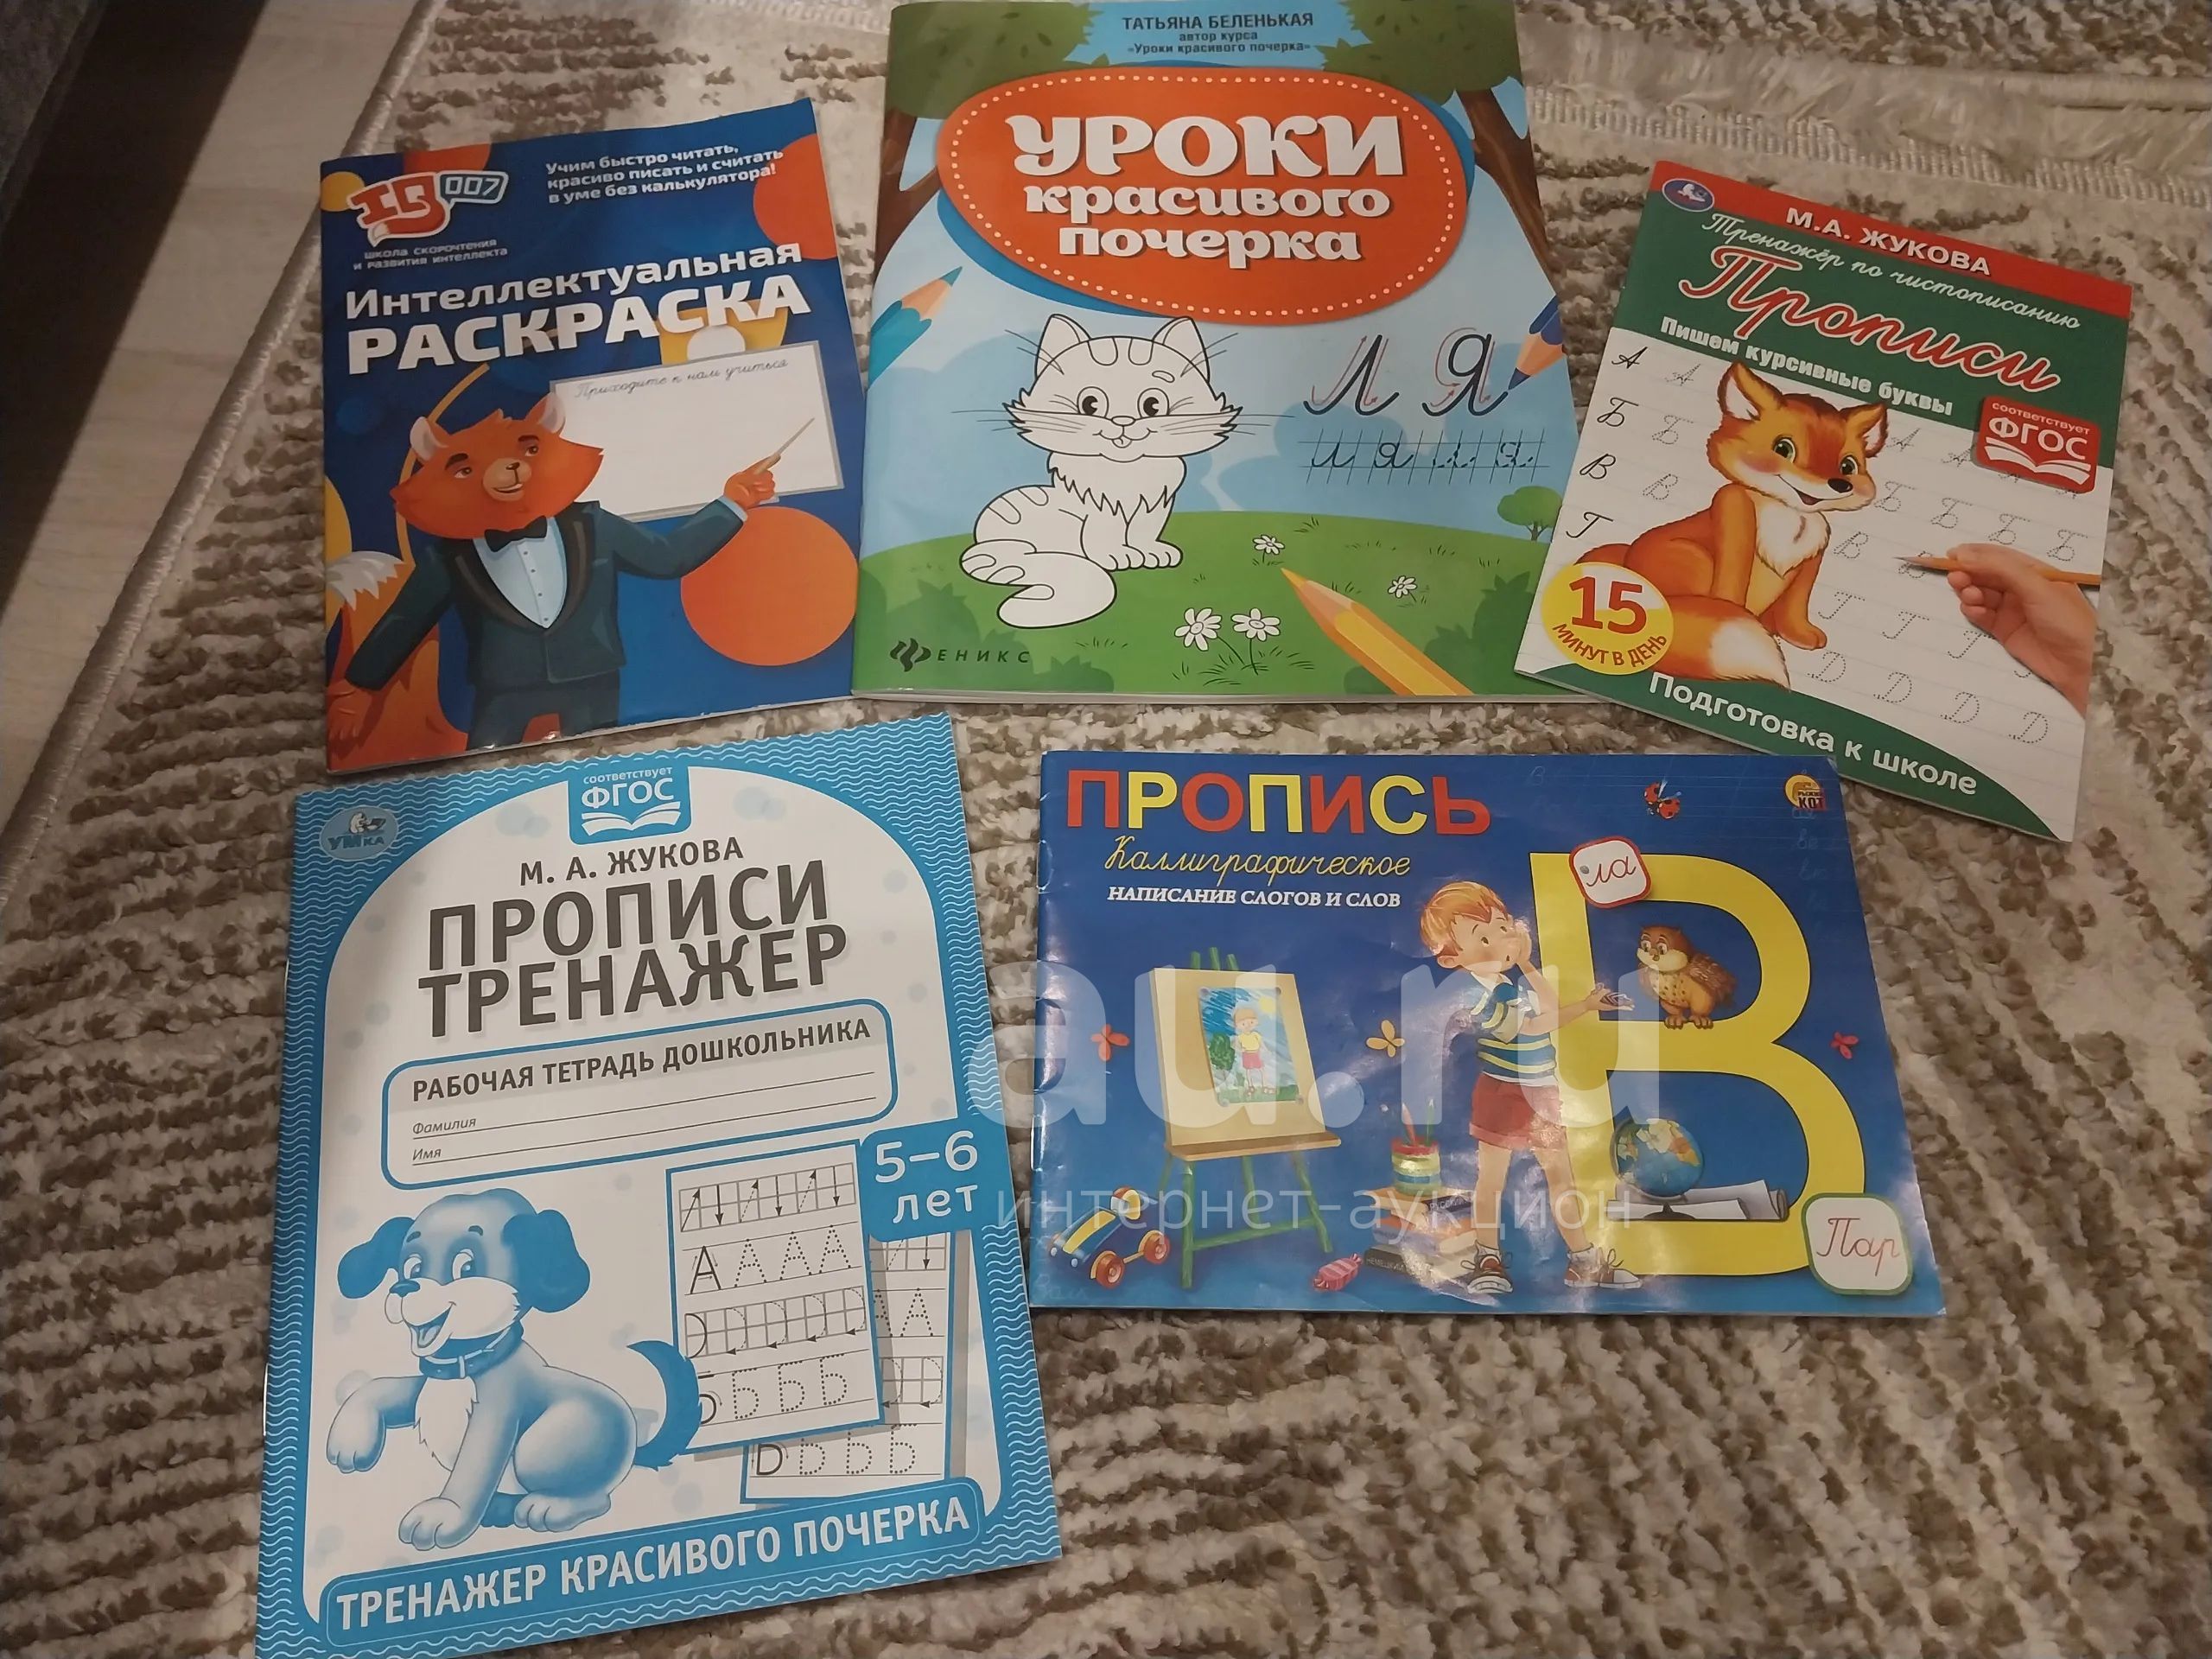 IQ007
ШКОЛА СКОРОЧТЕНИЯ
И РАЗВИТИЯ ИНТЕЛЛЕКТА
Учим быстро читать,
красиво писать и считать
в уме без калькулятора!
Интеллектуальная
РАСКРАСКА
Приходите к нам учиться
ТАТЬЯНА БЕЛЕНЬКАЯ
автор курса
«Уроки красивого почерка»
УРОКИ
красивого
почерка
Л Я
и я и я
ФЕНИКС
М.А. ЖУКОВА
Тренажёр по чистописанию
Прописи
Пишем курсивные буквы
соответствует
ФГОС
А А А А
Б Б Б Б Б Б
В В В В
Г Г Г Г Г
Д Д Д Д
15
МИНУТ В ДЕНЬ
Подготовка к школе
УМка
соответствует
ФГОС
М. А. ЖУКОВА
ПРОПИСИ
ТРЕНАЖЕР
РАБОЧАЯ ТЕТРАДЬ ДОШКОЛЬНИКА
Фамилия
Имя
5–6
лет
А А А А
А А
Б Б Б Б
Б Б Б Б
ТРЕНАЖЕР КРАСИВОГО ПОЧЕРКА
ПРОПИСЬ
Каллиграфическое
НАПИСАНИЕ СЛОГОВ И СЛОВ
РЫЖИЙ КОТ
ла
В
Пар
au.ru
интернет-аукцион